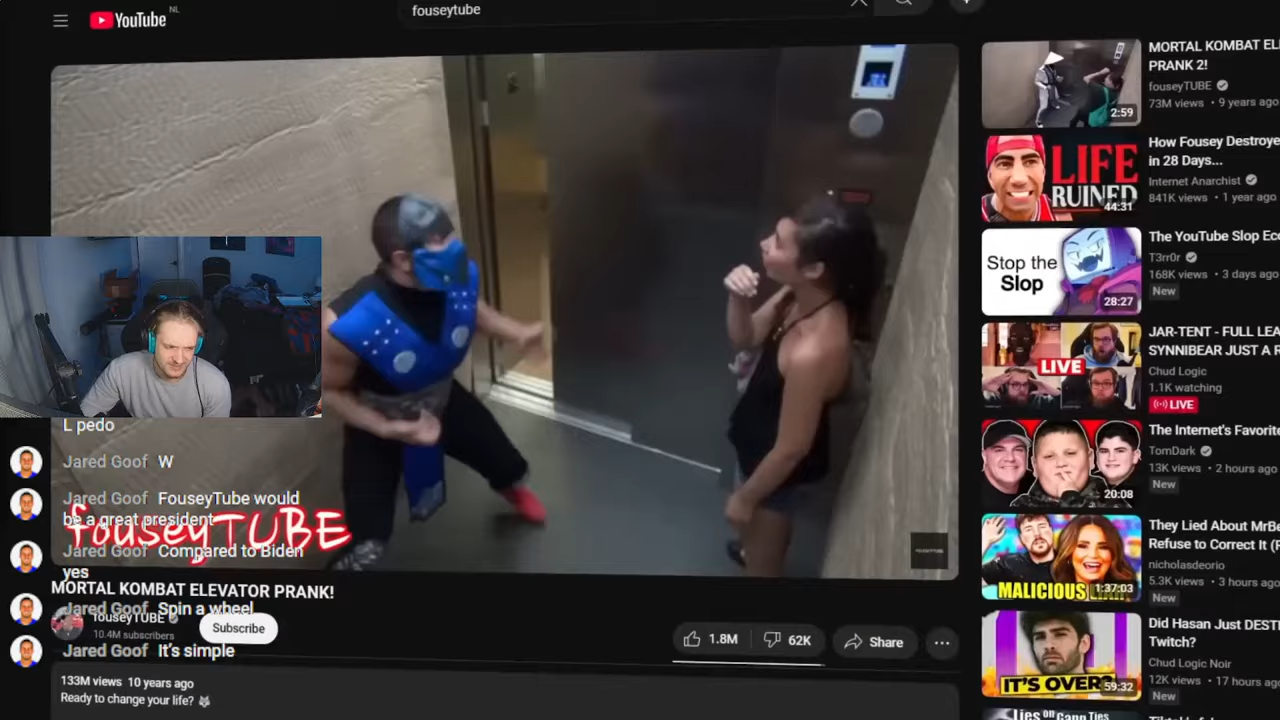 YouTube NL
fouseytube
L pedo
Jared Goof W
Jared Goof FouseyTube would
be a great president
fouseyTUBE
Jared Goof Compared to Biden
yes
MORTAL KOMBAT ELEVATOR PRANK!
Jared Goof Spin a wheel
fouseyTUBE
10.4M subscribers
Subscribe
Jared Goof It's simple
1.8M
62K
Share
133M views 10 years ago
Ready to change your life?
MORTAL KOMBAT EL
PRANK 2!
fouseyTUBE
73M views • 9 years ago
2:59
How Fousey Destroye
in 28 Days...
Internet Anarchist
841K views • 1 year ago
LIFE
RUINED
44:31
The YouTube Slop Ec
T3rr0r
168K views • 3 days ago
New
Stop the
Slop
28:27
JAR-TENT - FULL LEA
SYNNIBEAR JUST A R
Chud Logic
1.1K watching
LIVE
LIVE
The Internet's Favorite
TomDark
13K views • 2 hours ago
New
20:08
They Lied About MrBe
Refuse to Correct It (F
nicholasdeorio
5.3K views • 3 hours ago
New
MALICIOUS
1:37:03
Did Hasan Just DEST
Twitch?
Chud Logic Noir
12K views • 17 hours ago
New
IT'S OVER
59:32
Lies Of Gang Ties